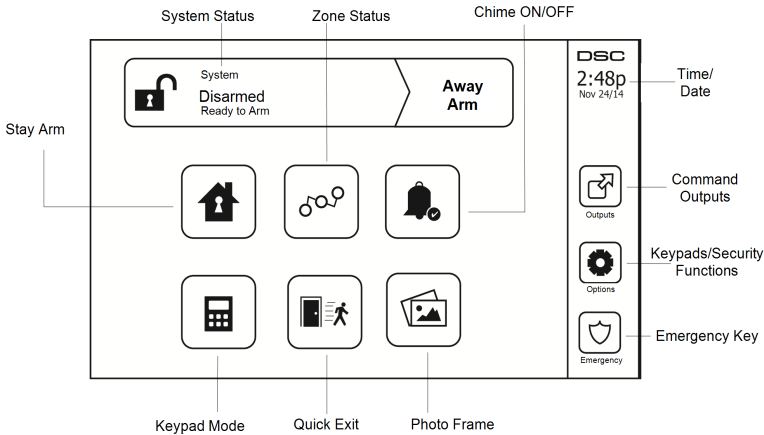 System Status
Zone Status
Chime ON/OFF
System
Disarmed
Ready to Arm
Away
Arm
DSC
2:48p
Nov 24/14
Time/
Date
Stay Arm
Outputs
Command
Outputs
Options
Keypads/Security
Functions
Emergency
Emergency Key
Keypad Mode
Quick Exit
Photo Frame